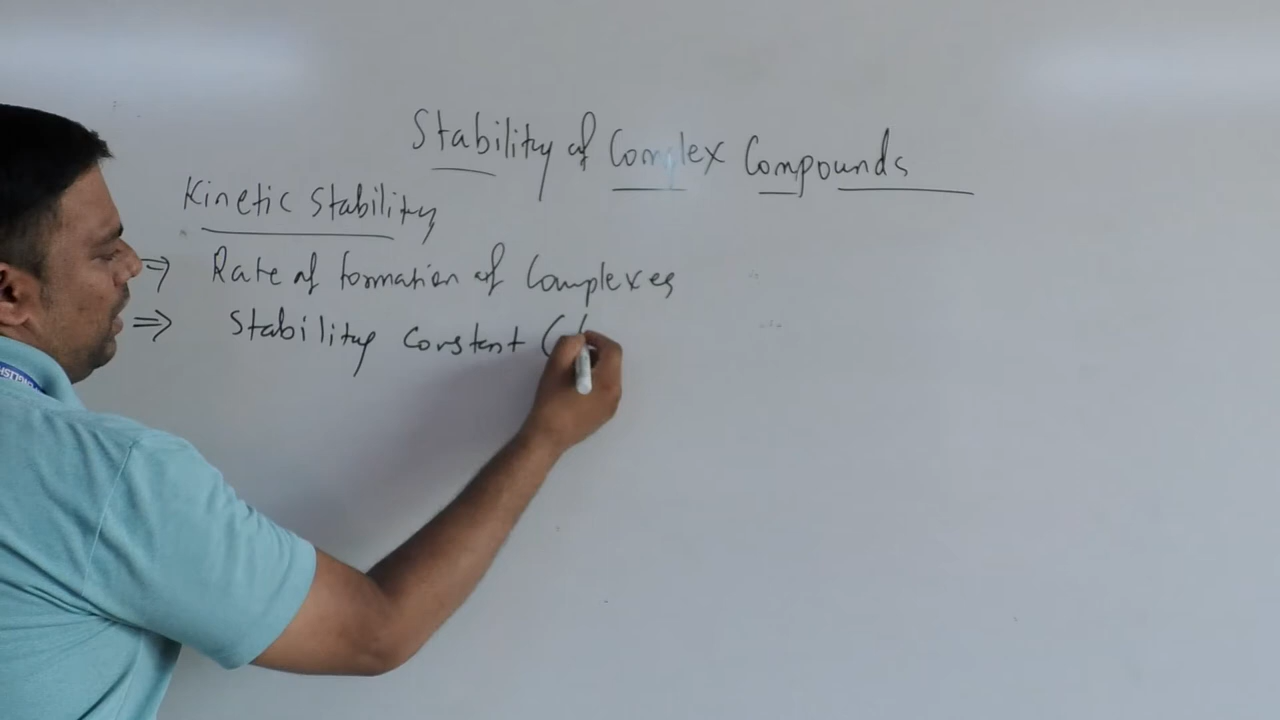 Stability of Complex Compounds
Kinetic Stability
⇒ Rate of formation of Complexes
⇒ Stability Constant (